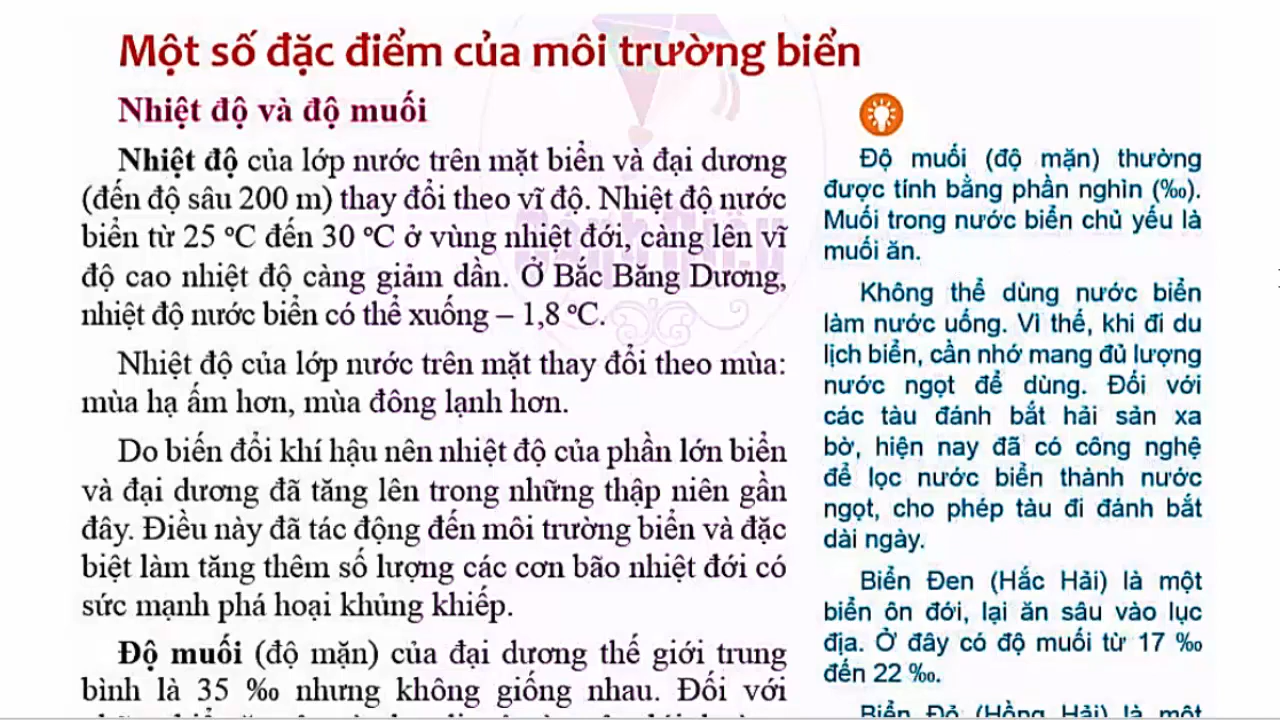 Một số đặc điểm của môi trường biển
Nhiệt độ và độ muối
Nhiệt độ của lớp nước trên mặt biển và đại dương
(đến độ sâu 200 m) thay đổi theo vĩ độ. Nhiệt độ nước
biển từ 25 ºC đến 30 ºC ở vùng nhiệt đới, càng lên vĩ
độ cao nhiệt độ càng giảm dần. Ở Bắc Băng Dương,
nhiệt độ nước biển có thể xuống – 1,8 ºC.
Nhiệt độ của lớp nước trên mặt thay đổi theo mùa:
mùa hạ ấm hơn, mùa đông lạnh hơn.
Do biến đổi khí hậu nên nhiệt độ của phần lớn biển
và đại dương đã tăng lên trong những thập niên gần
đây. Điều này đã tác động đến môi trường biển và đặc
biệt làm tăng thêm số lượng các cơn bão nhiệt đới có
sức mạnh phá hoại khủng khiếp.
Độ muối (độ mặn) của đại dương thế giới trung
bình là 35 ‰ nhưng không giống nhau. Đối với
Độ muối (độ mặn) thường
được tính bằng phần nghìn (‰).
Muối trong nước biển chủ yếu là
muối ăn.
Không thể dùng nước biển
làm nước uống. Vì thế, khi đi du
lịch biển, cần nhớ mang đủ lượng
nước ngọt để dùng. Đối với
các tàu đánh bắt hải sản xa
bờ, hiện nay đã có công nghệ
để lọc nước biển thành nước
ngọt, cho phép tàu đi đánh bắt
dài ngày.
Biển Đen (Hắc Hải) là một
biển ôn đới, lại ăn sâu vào lục
địa. Ở đây có độ muối từ 17 ‰
đến 22 ‰.
Biển Đỏ (Hồng Hải) là một
Cánh Diều